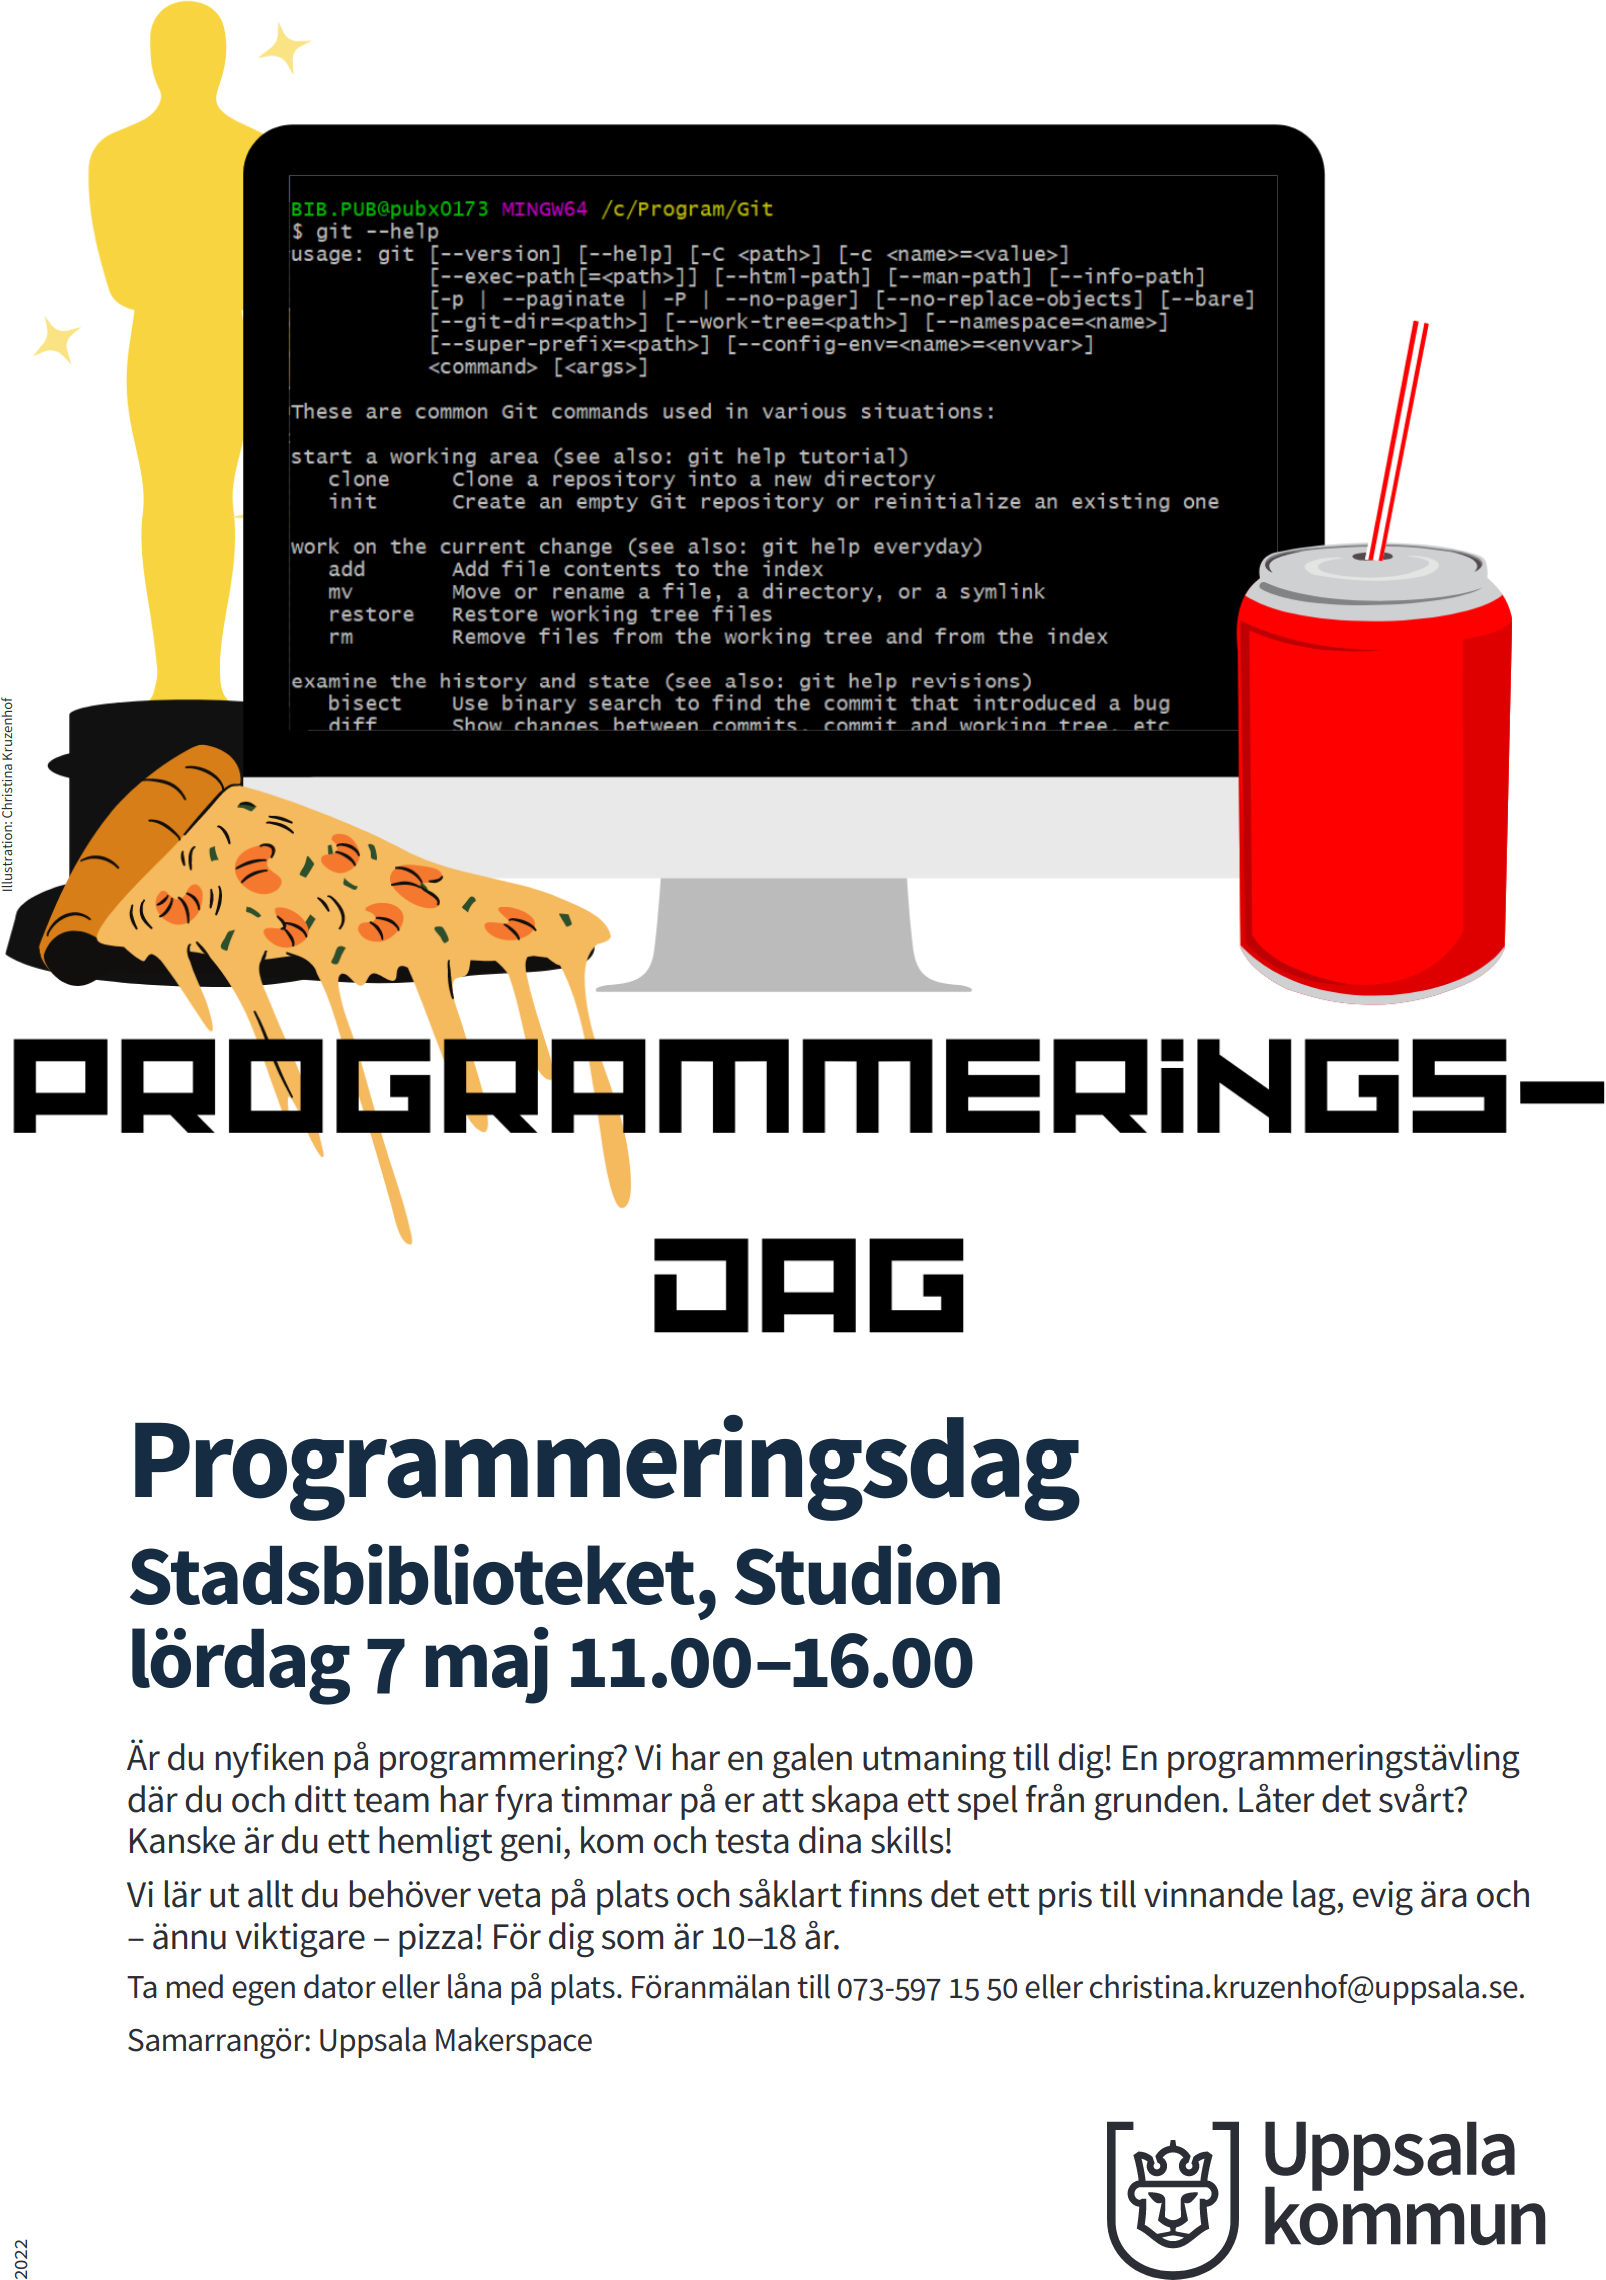 BIB.PUB@pubx0173 MINGW64 /c/Program/Git
$ git --help
usage: git [--version] [--help] [-C <path>] [-c <name>=<value>]
[--exec-path[=<path>]] [--html-path] [--man-path] [--info-path]
[-p | --paginate | -P | --no-pager] [--no-replace-objects] [--bare]
[--git-dir=<path>] [--work-tree=<path>] [--namespace=<name>]
[--super-prefix=<path>] [--config-env=<name>=<envvar>]
<command> [<args>]
These are common Git commands used in various situations:
start a working area (see also: git help tutorial)
clone Clone a repository into a new directory
init Create an empty Git repository or reinitialize an existing one
work on the current change (see also: git help everyday)
add Add file contents to the index
mv Move or rename a file, a directory, or a symlink
restore Restore working tree files
rm Remove files from the working tree and from the index
examine the history and state (see also: git help revisions)
bisect Use binary search to find the commit that introduced a bug
diff Show changes between commits, commit and working tree, etc
Illustration: Christina Kruzenhof
PROGRAMMERiNGS-
DAG
Programmeringsdag
Stadsbiblioteket, Studion
lördag 7 maj 11.00–16.00
Är du nyfiken på programmering? Vi har en galen utmaning till dig! En programmeringstävling
där du och ditt team har fyra timmar på er att skapa ett spel från grunden. Låter det svårt?
Kanske är du ett hemligt geni, kom och testa dina skills!
Vi lär ut allt du behöver veta på plats och såklart finns det ett pris till vinnande lag, evig ära och
– ännu viktigare – pizza! För dig som är 10–18 år.
Ta med egen dator eller låna på plats. Föranmälan till 073-597 15 50 eller christina.kruzenhof@uppsala.se.
Samarrangör: Uppsala Makerspace
Uppsala
kommun
2022